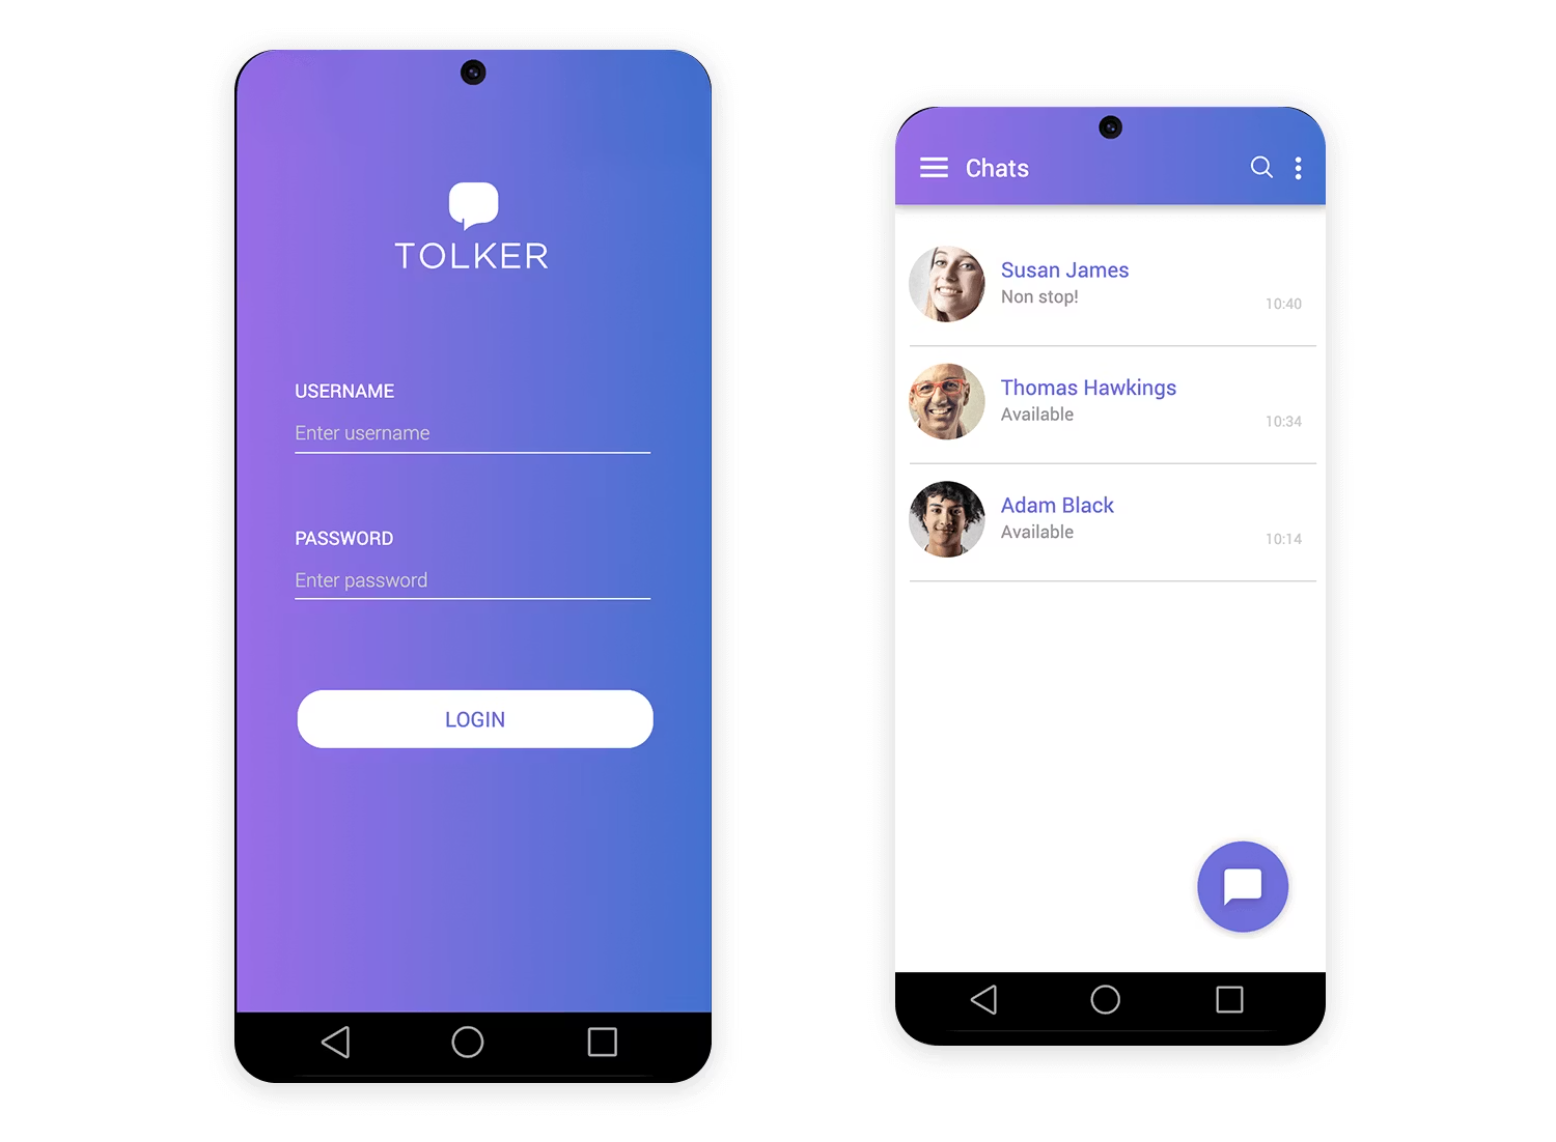 TOLKER
USERNAME
Enter username
PASSWORD
Enter password
LOGIN
Chats
Susan James
Non stop!
10:40
Thomas Hawkings
Available
10:34
Adam Black
Available
10:14